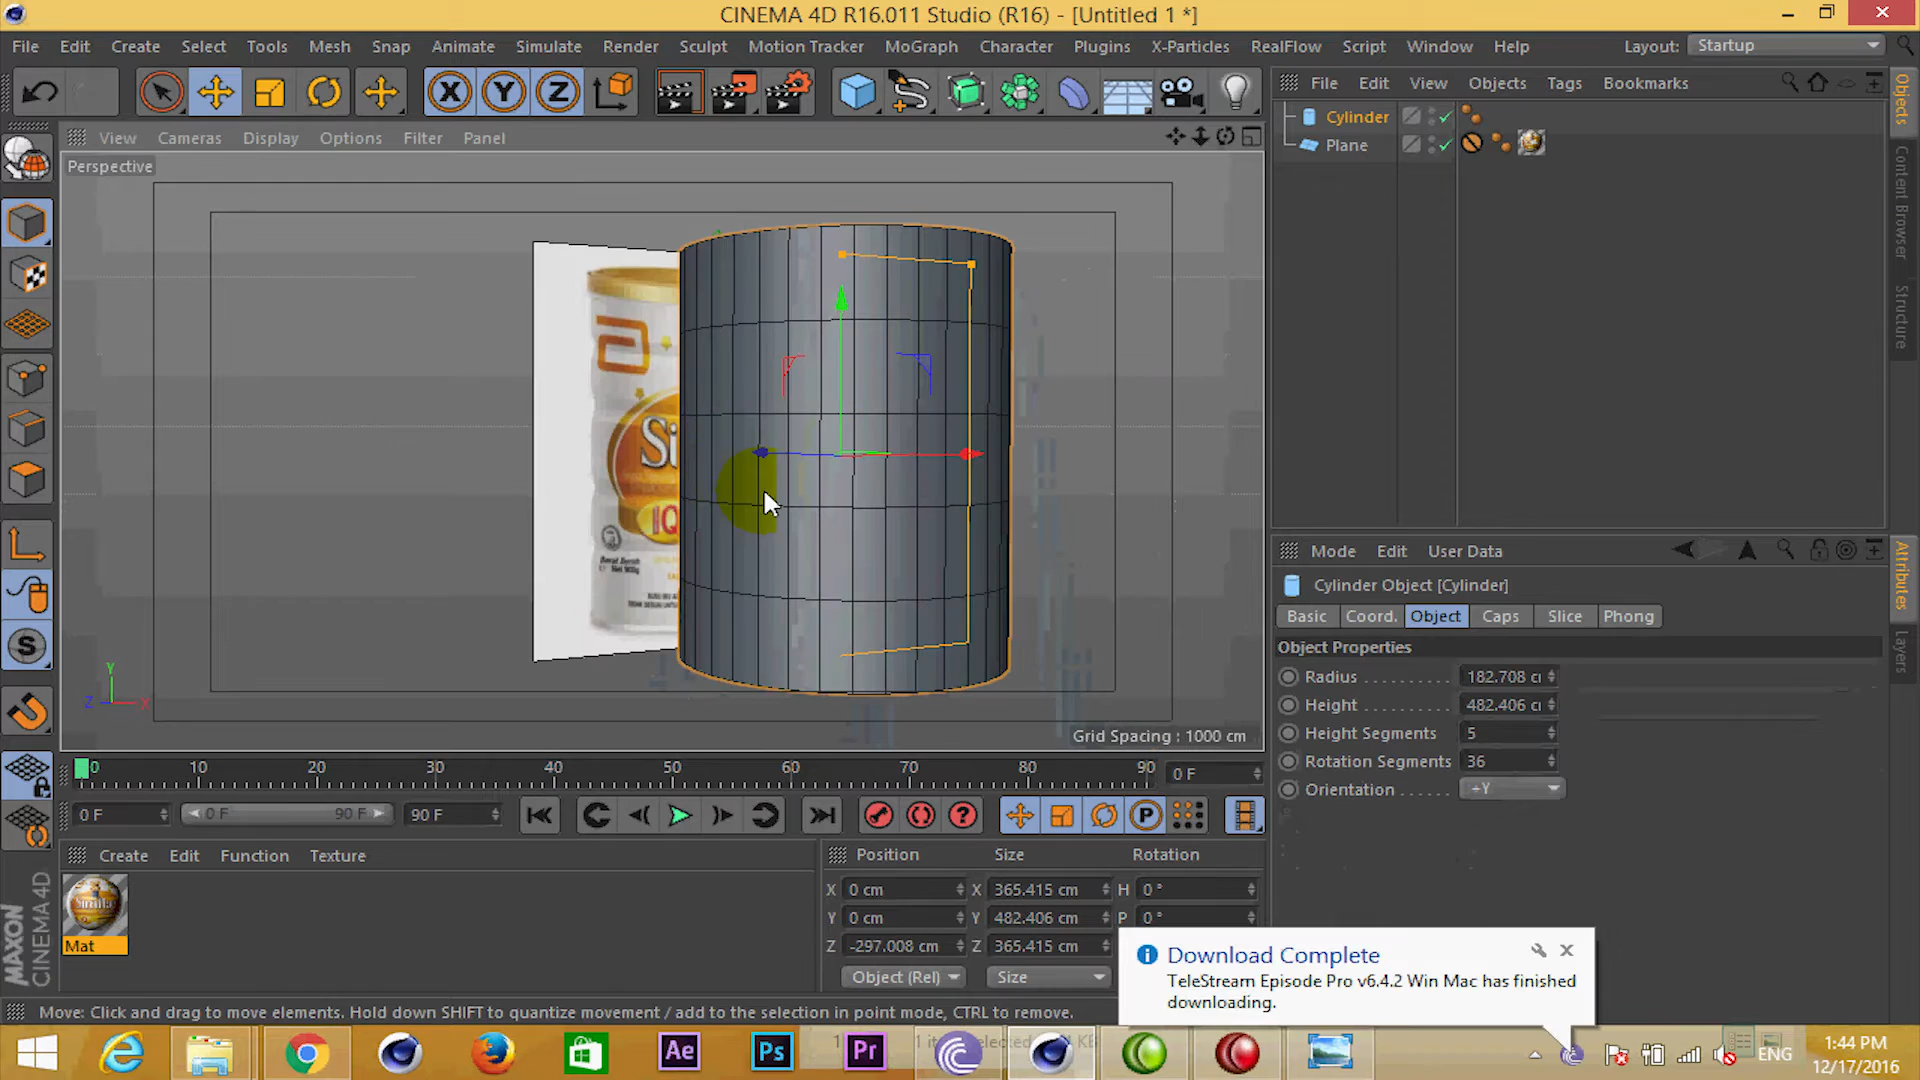 CINEMA 4D R16.011 Studio (R16) - [Untitled 1 *]
File Edit Create Select Tools Mesh Snap Animate Simulate Render Sculpt Motion Tracker MoGraph Character Plugins X-Particles RealFlow Script Window Help Layout: Startup
File Edit View Objects Tags Bookmarks
Cylinder
Plane
Objects
Content Browser
Structure
View Cameras Display Options Filter Panel
Perspective
Si
IQ
Y
Z X
Grid Spacing : 1000 cm
Mode Edit User Data
Cylinder Object [Cylinder]
Basic Coord. Object Caps Slice Phong
Object Properties
Radius . . . . . . . . . 182.708 c
Height . . . . . . . . . 482.406 c
Height Segments 5
Rotation Segments 36
Orientation . . . . . . +Y
Attributes
Layers
0 10 20 30 40 50 60 70 80 90 0 F
0 F 0 F 90 F 90 F
Create Edit Function Texture
Mat
MAXON
CINEMA 4D
Position Size Rotation
X 0 cm X 365.415 cm H 0 °
Y 0 cm Y 482.406 cm P 0 °
Z -297.008 cm Z 365.415 cm
Object (Rel) Size
Download Complete
TeleStream Episode Pro v6.4.2 Win Mac has finished
downloading.
Move: Click and drag to move elements. Hold down SHIFT to quantize movement / add to the selection in point mode, CTRL to remove.
Ae Ps Pr
ENG
1:44 PM
12/17/2016